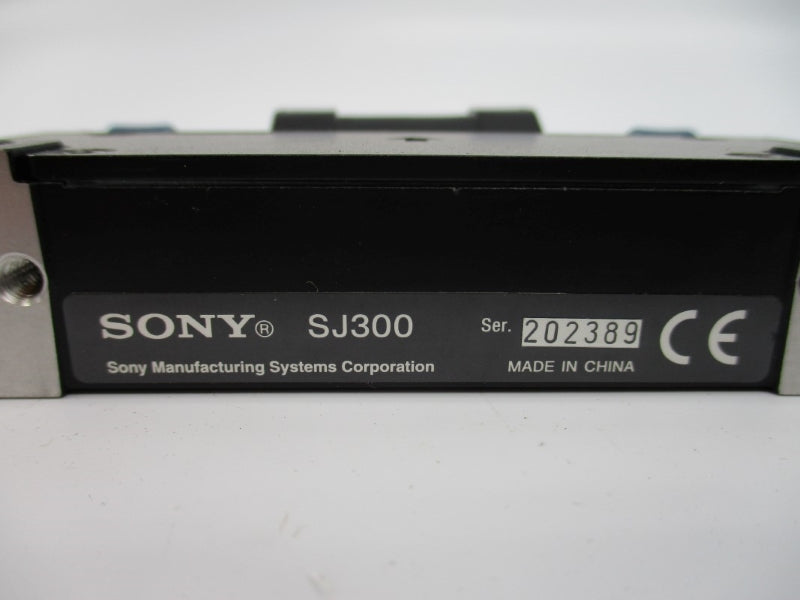 SONY® SJ300 Ser. 202389 CE
Sony Manufacturing Systems Corporation MADE IN CHINA